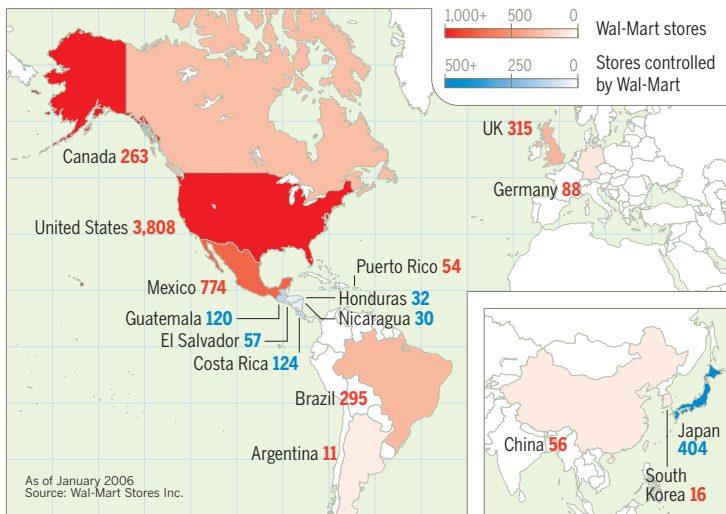 1,000+ 500 0
Wal-Mart stores
500+ 250 0
Stores controlled
by Wal-Mart
UK 315
Canada 263
Germany 88
United States 3,808
Puerto Rico 54
Mexico 774
Honduras 32
Guatemala 120
Nicaragua 30
El Salvador 57
Costa Rica 124
Brazil 295
Argentina 11
China 56
Japan
404
South
Korea 16
As of January 2006
Source: Wal-Mart Stores Inc.